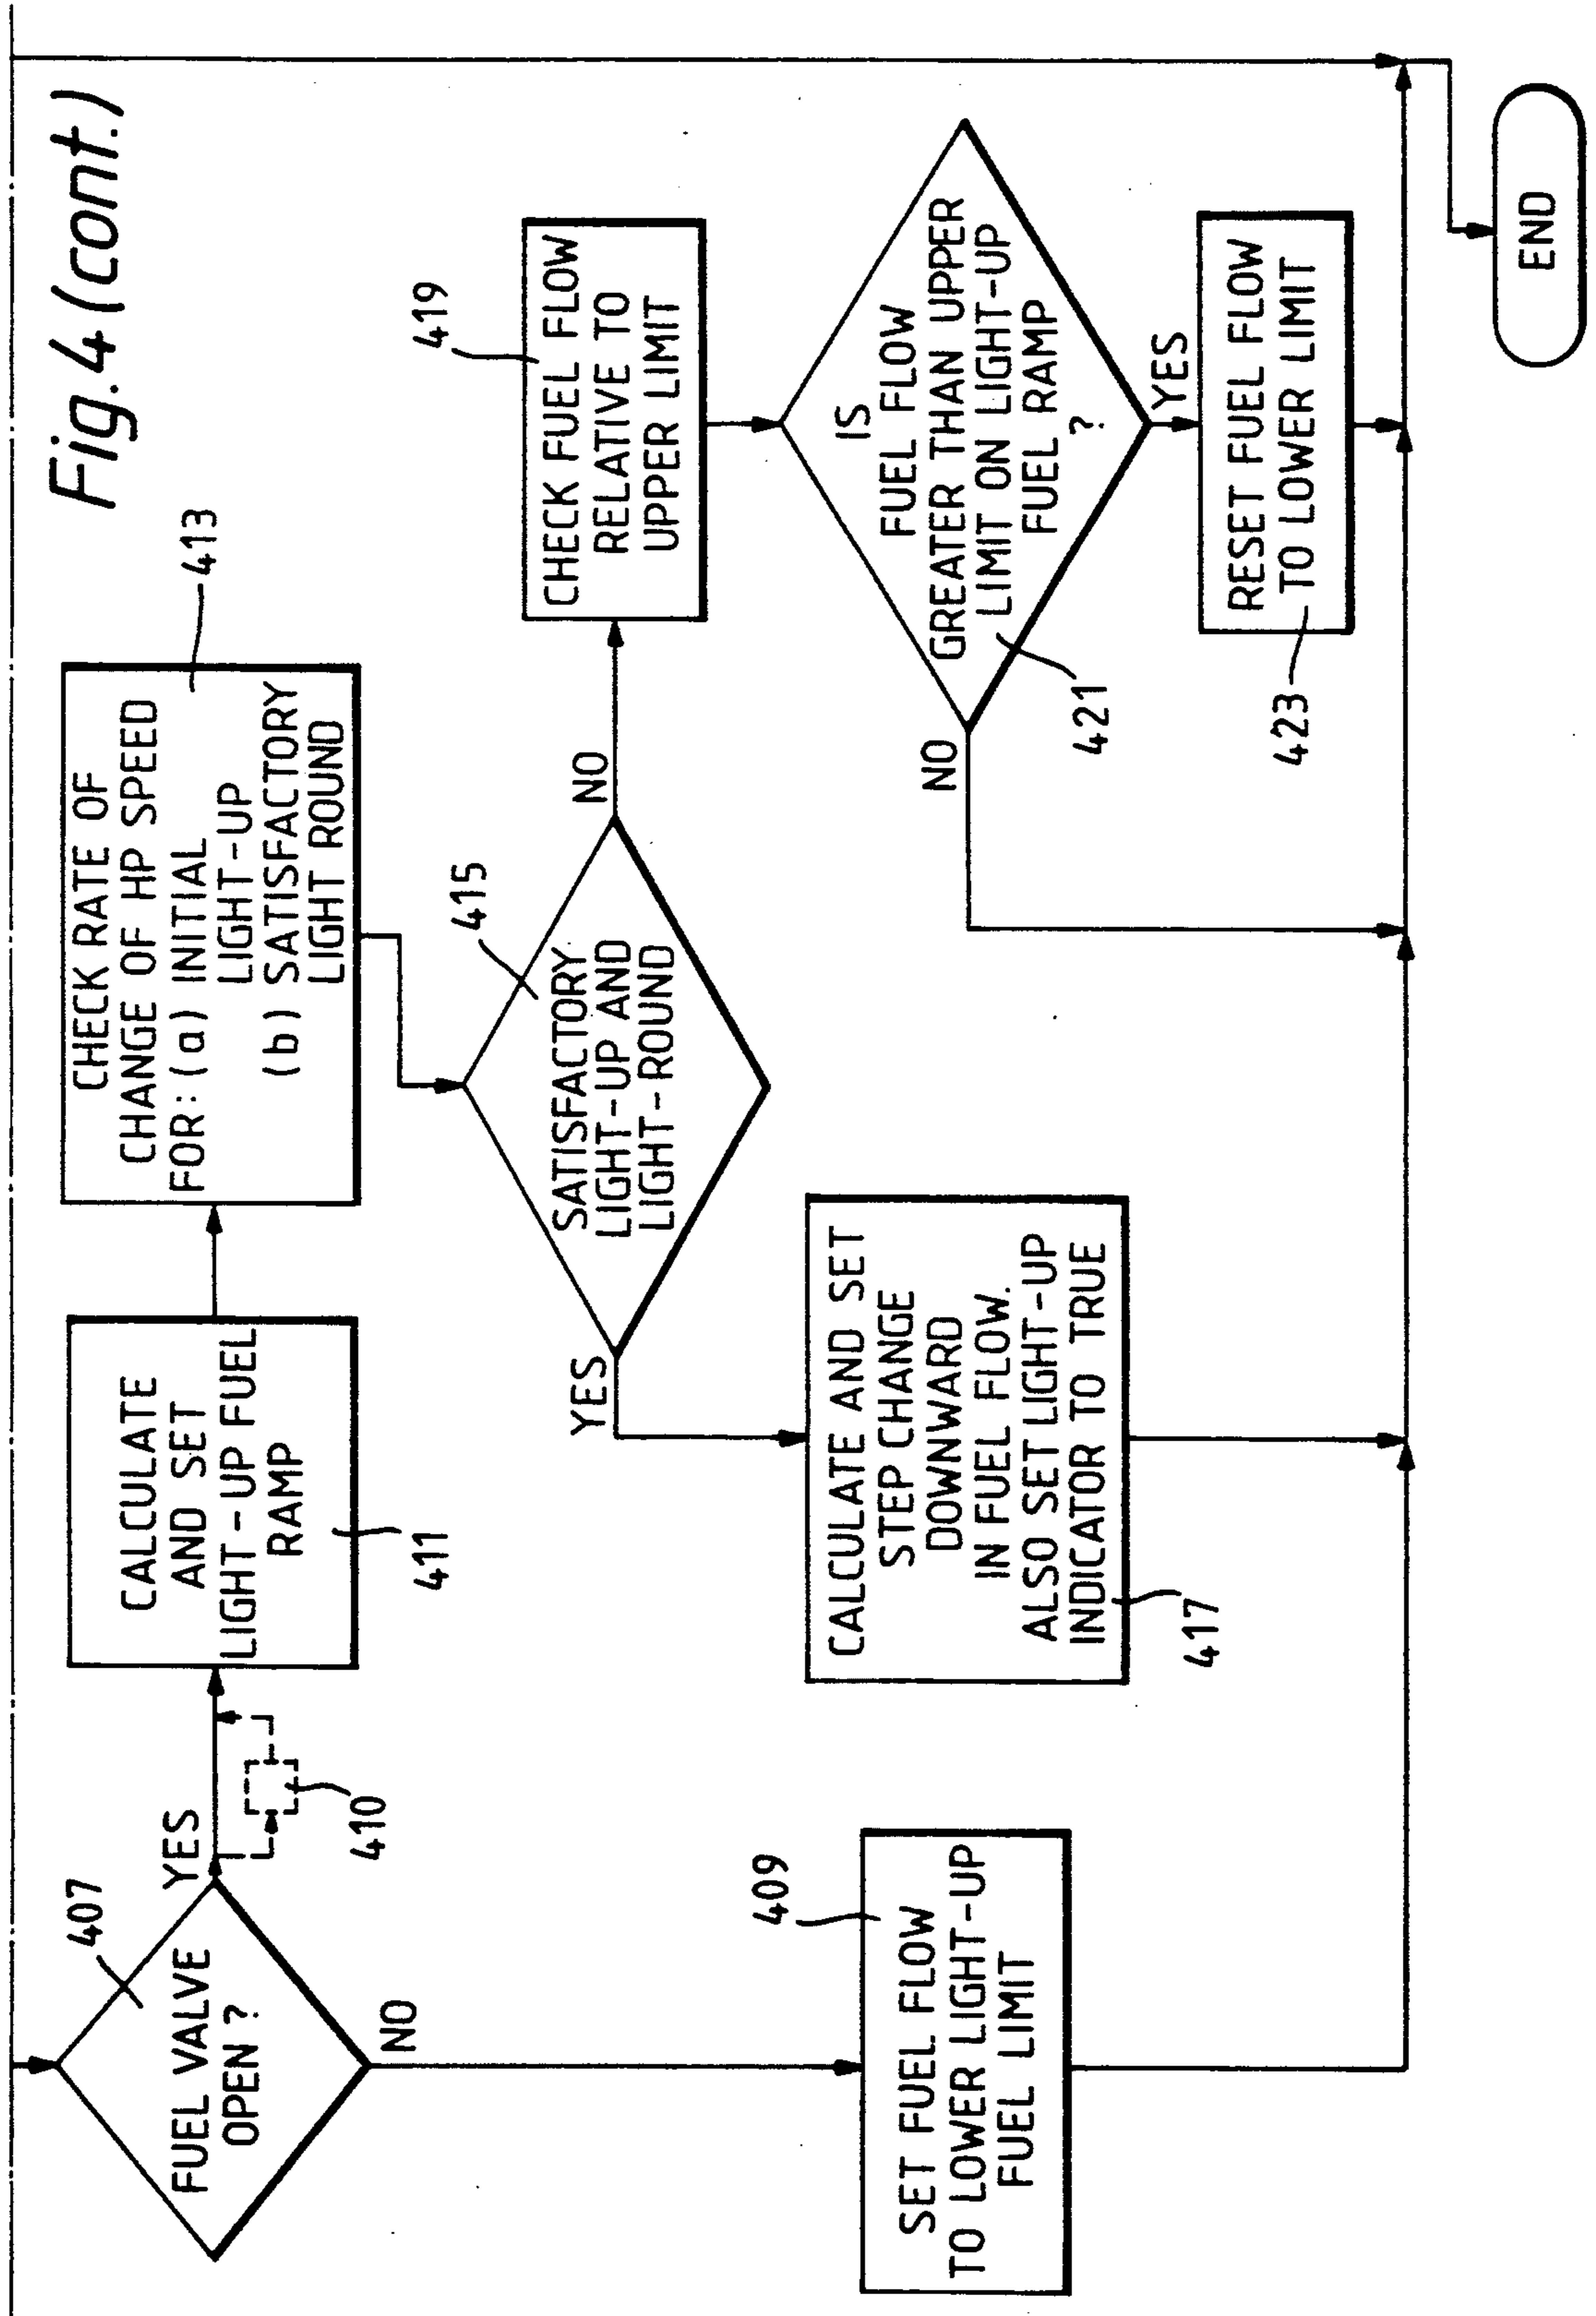 Fig.4 (cont.)
407
FUEL VALVE
OPEN ?
YES
NO
410
CALCULATE
AND SET
LIGHT-UP FUEL
RAMP
411
CHECK RATE OF
CHANGE OF HP SPEED
FOR: (a) INITIAL
LIGHT-UP
(b) SATISFACTORY
LIGHT ROUND
413
415
SATISFACTORY
LIGHT-UP AND
LIGHT-ROUND
YES
NO
419
CHECK FUEL FLOW
RELATIVE TO
UPPER LIMIT
409
SET FUEL FLOW
TO LOWER LIGHT-UP
FUEL LIMIT
CALCULATE AND SET
STEP CHANGE
DOWNWARD
IN FUEL FLOW.
ALSO SET LIGHT-UP
INDICATOR TO TRUE
417
IS
FUEL FLOW
GREATER THAN UPPER
LIMIT ON LIGHT-UP
FUEL RAMP
?
NO
421
YES
RESET FUEL FLOW
TO LOWER LIMIT
423
END